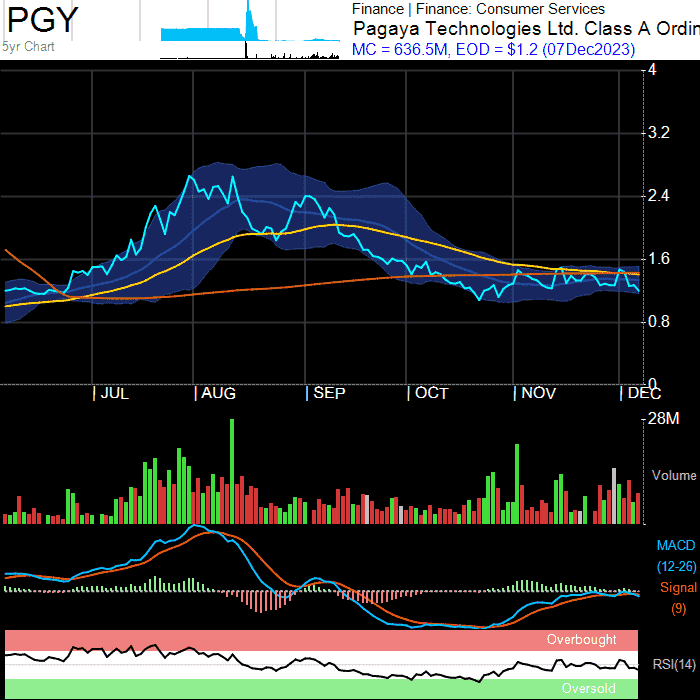 PGY
5yr Chart
Finance | Finance: Consumer Services
Pagaya Technologies Ltd. Class A Ordin
MC = 636.5M, EOD = $1.2 (07Dec2023)
4
3.2
2.4
1.6
0.8
0
JUL
AUG
SEP
OCT
NOV
DEC
28M
Volume
MACD
(12-26)
Signal
(9)
Overbought
RSI(14)
Oversold